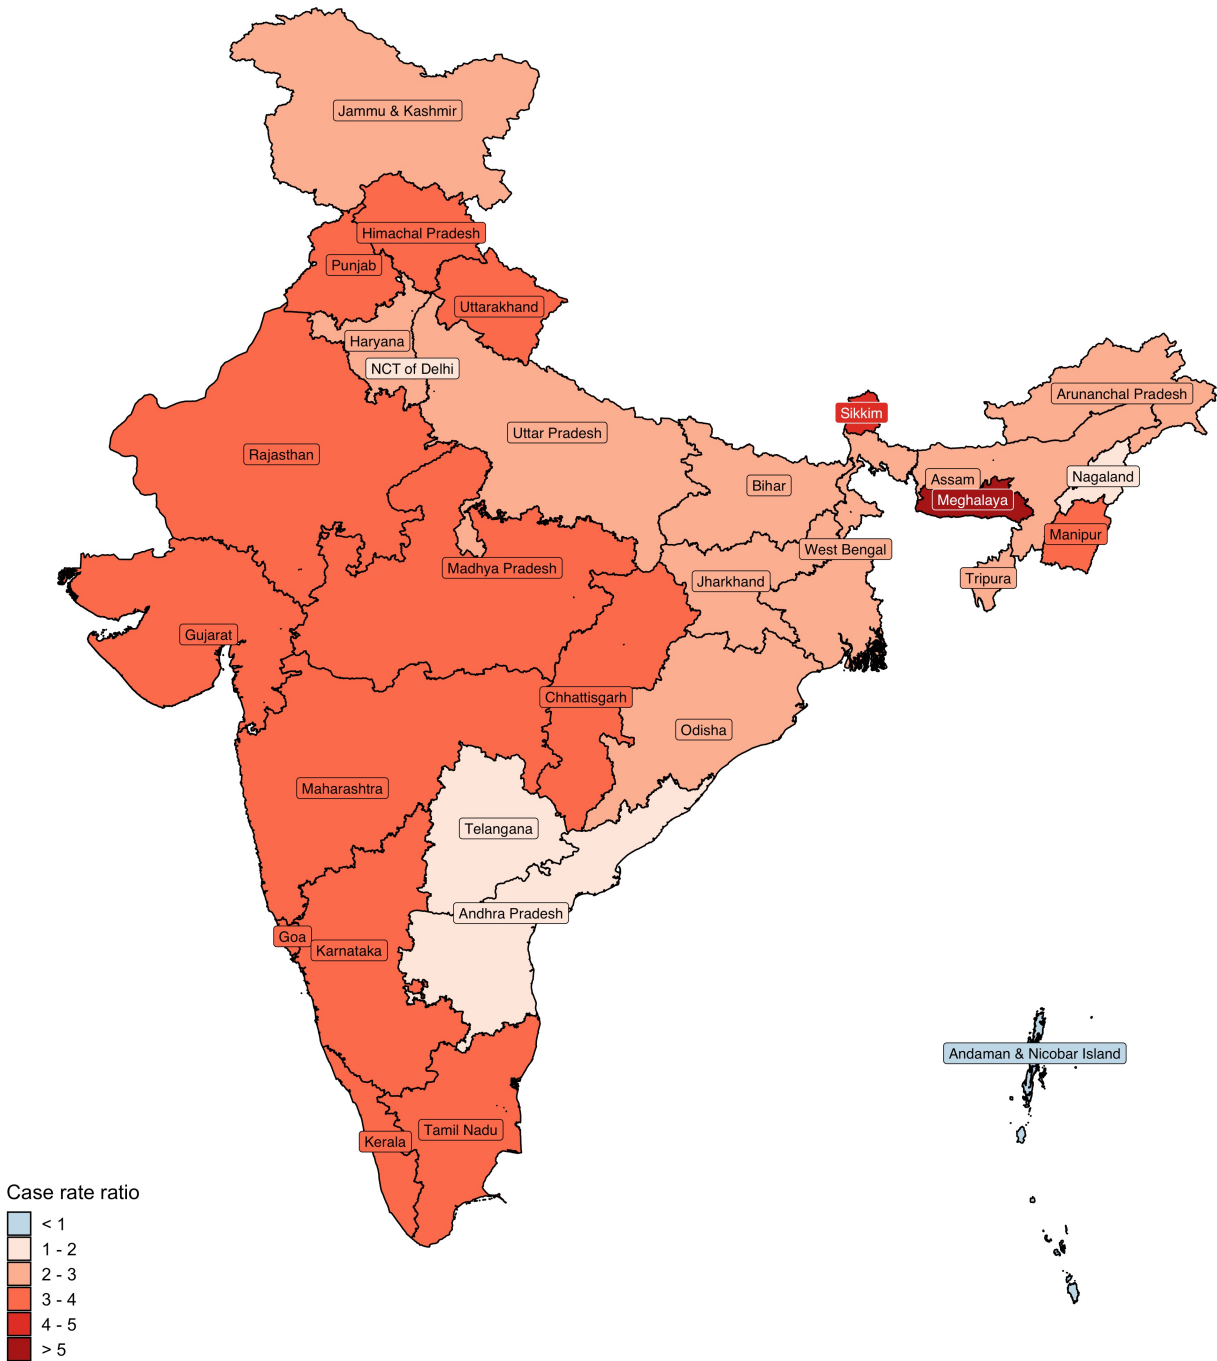 Jammu & Kashmir
Himachal Pradesh
Punjab
Uttarakhand
Haryana
NCT of Delhi
Arunanchal Pradesh
Sikkim
Uttar Pradesh
Rajasthan
Nagaland
Assam
Bihar
Meghalaya
Manipur
West Bengal
Madhya Pradesh
Tripura
Jharkhand
Gujarat
Chhattisgarh
Odisha
Maharashtra
Telangana
Andhra Pradesh
Goa
Karnataka
Andaman & Nicobar Island
Tamil Nadu
Kerala
Case rate ratio
< 1
1 - 2
2 - 3
3 - 4
4 - 5
> 5